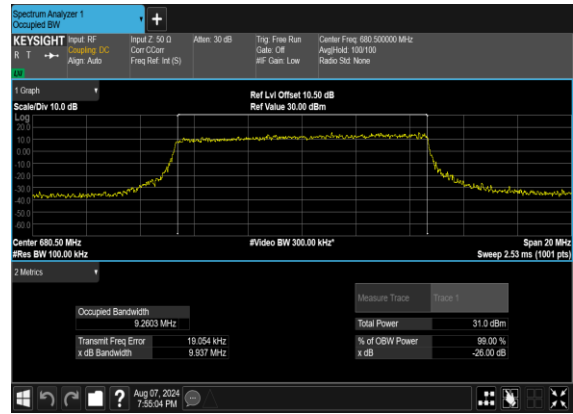 Spectrum Analyzer 1
Occupied BW
+
KEYSIGHT Input: RF Input Z: 50 Ω Atten: 30 dB Trig: Free Run Center Freq: 680.500000 MHz
R T Coupling: DC Corr CCorr Gate: Off Avg|Hold: 100/100
Align: Auto Freq Ref: Int (S) #IF Gain: Low Radio Std: None
1 Graph Ref Lvl Offset 10.50 dB
Scale/Div 10.0 dB Ref Value 30.00 dBm
Log
20.0
10.0
0.00
-10.0
-20.0
-30.0
-40.0
-50.0
-60.0
Center 680.50 MHz #Video BW 300.00 kHz* Span 20 MHz
#Res BW 100.00 kHz Sweep 2.53 ms (1001 pts)
2 Metrics
Measure Trace Trace 1
Occupied Bandwidth
9.2603 MHz Total Power 31.0 dBm
Transmit Freq Error 19.054 kHz % of OBW Power 99.00 %
x dB Bandwidth 9.937 MHz x dB -26.00 dB
? Aug 07, 2024
7:55:04 PM